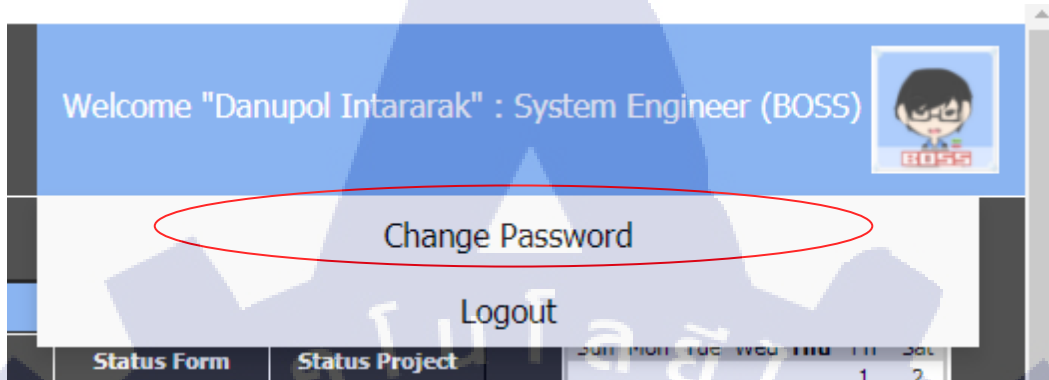 Welcome "Danupol Intararak" : System Engineer (BOSS)
BOSS
Change Password
Logout
Status Form Status Project
Sun Mon Tue Wed Thu Fri Sat
1 2